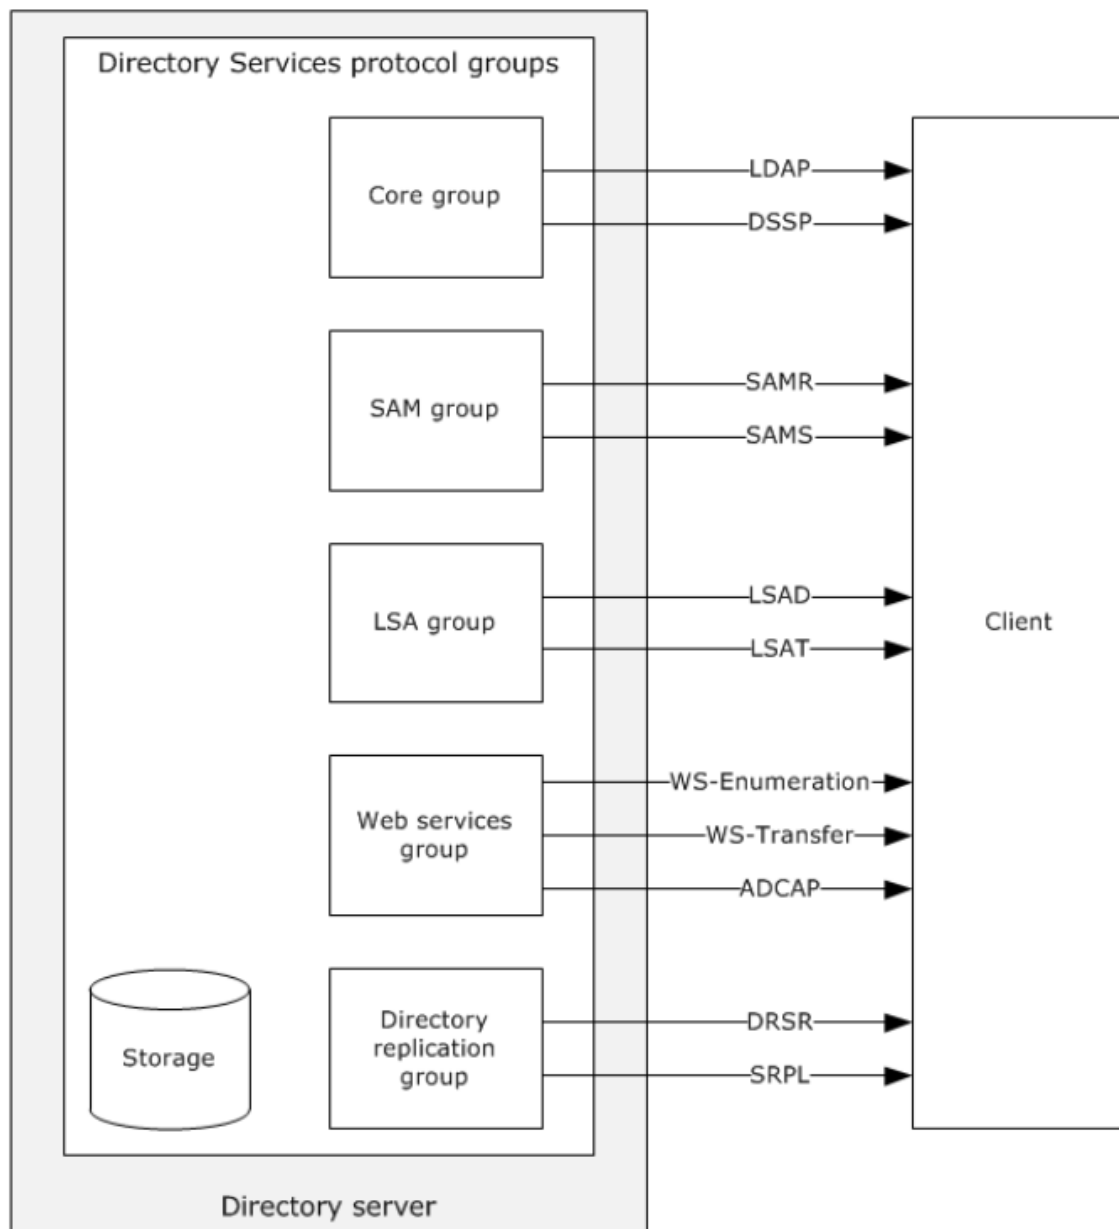 Directory Services protocol groups
Core group
LDAP
DSSP
SAM group
SAMR
SAMS
LSA group
LSAD
LSAT
Client
Web services
group
WS-Enumeration
WS-Transfer
ADCAP
Storage
Directory
replication
group
DRSR
SRPL
Directory server